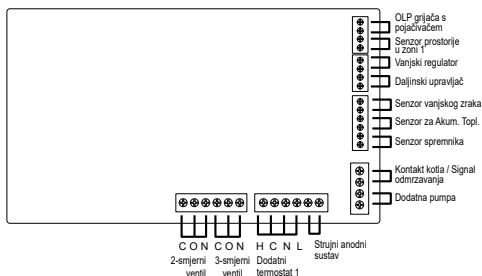 OLP grijača s
pojačivačem
Senzor prostorije
u zoni 1
Vanjski regulator
Daljinski upravljač
Senzor vanjskog zraka
Senzor za Akum. Topl.
Senzor spremnika
Kontakt kotla / Signal
odmrzavanja
Dodatna pumpa
C O N C O N H C N L
2-smjerni
ventil
3-smjerni
ventil
Dodatni
termostat 1
Strujni anodni
sustav